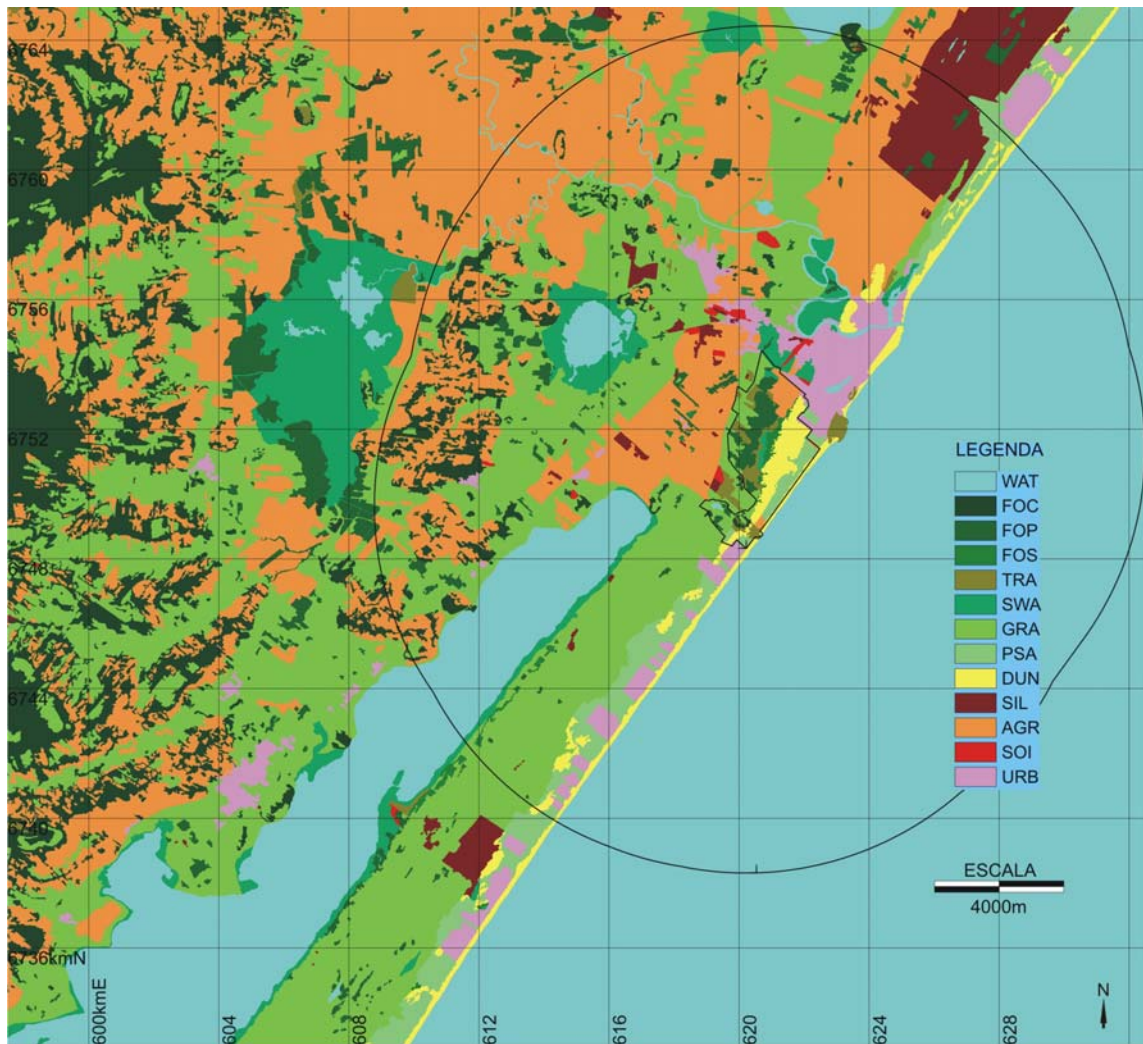 6764
6760
6756
6752
6748
6744
6740
6736kmN
LEGENDA
WAT
FOC
FOP
FOS
TRA
SWA
GRA
PSA
DUN
SIL
AGR
SOI
URB
ESCALA
4000m
N
600kmE
604
608
612
616
620
624
628